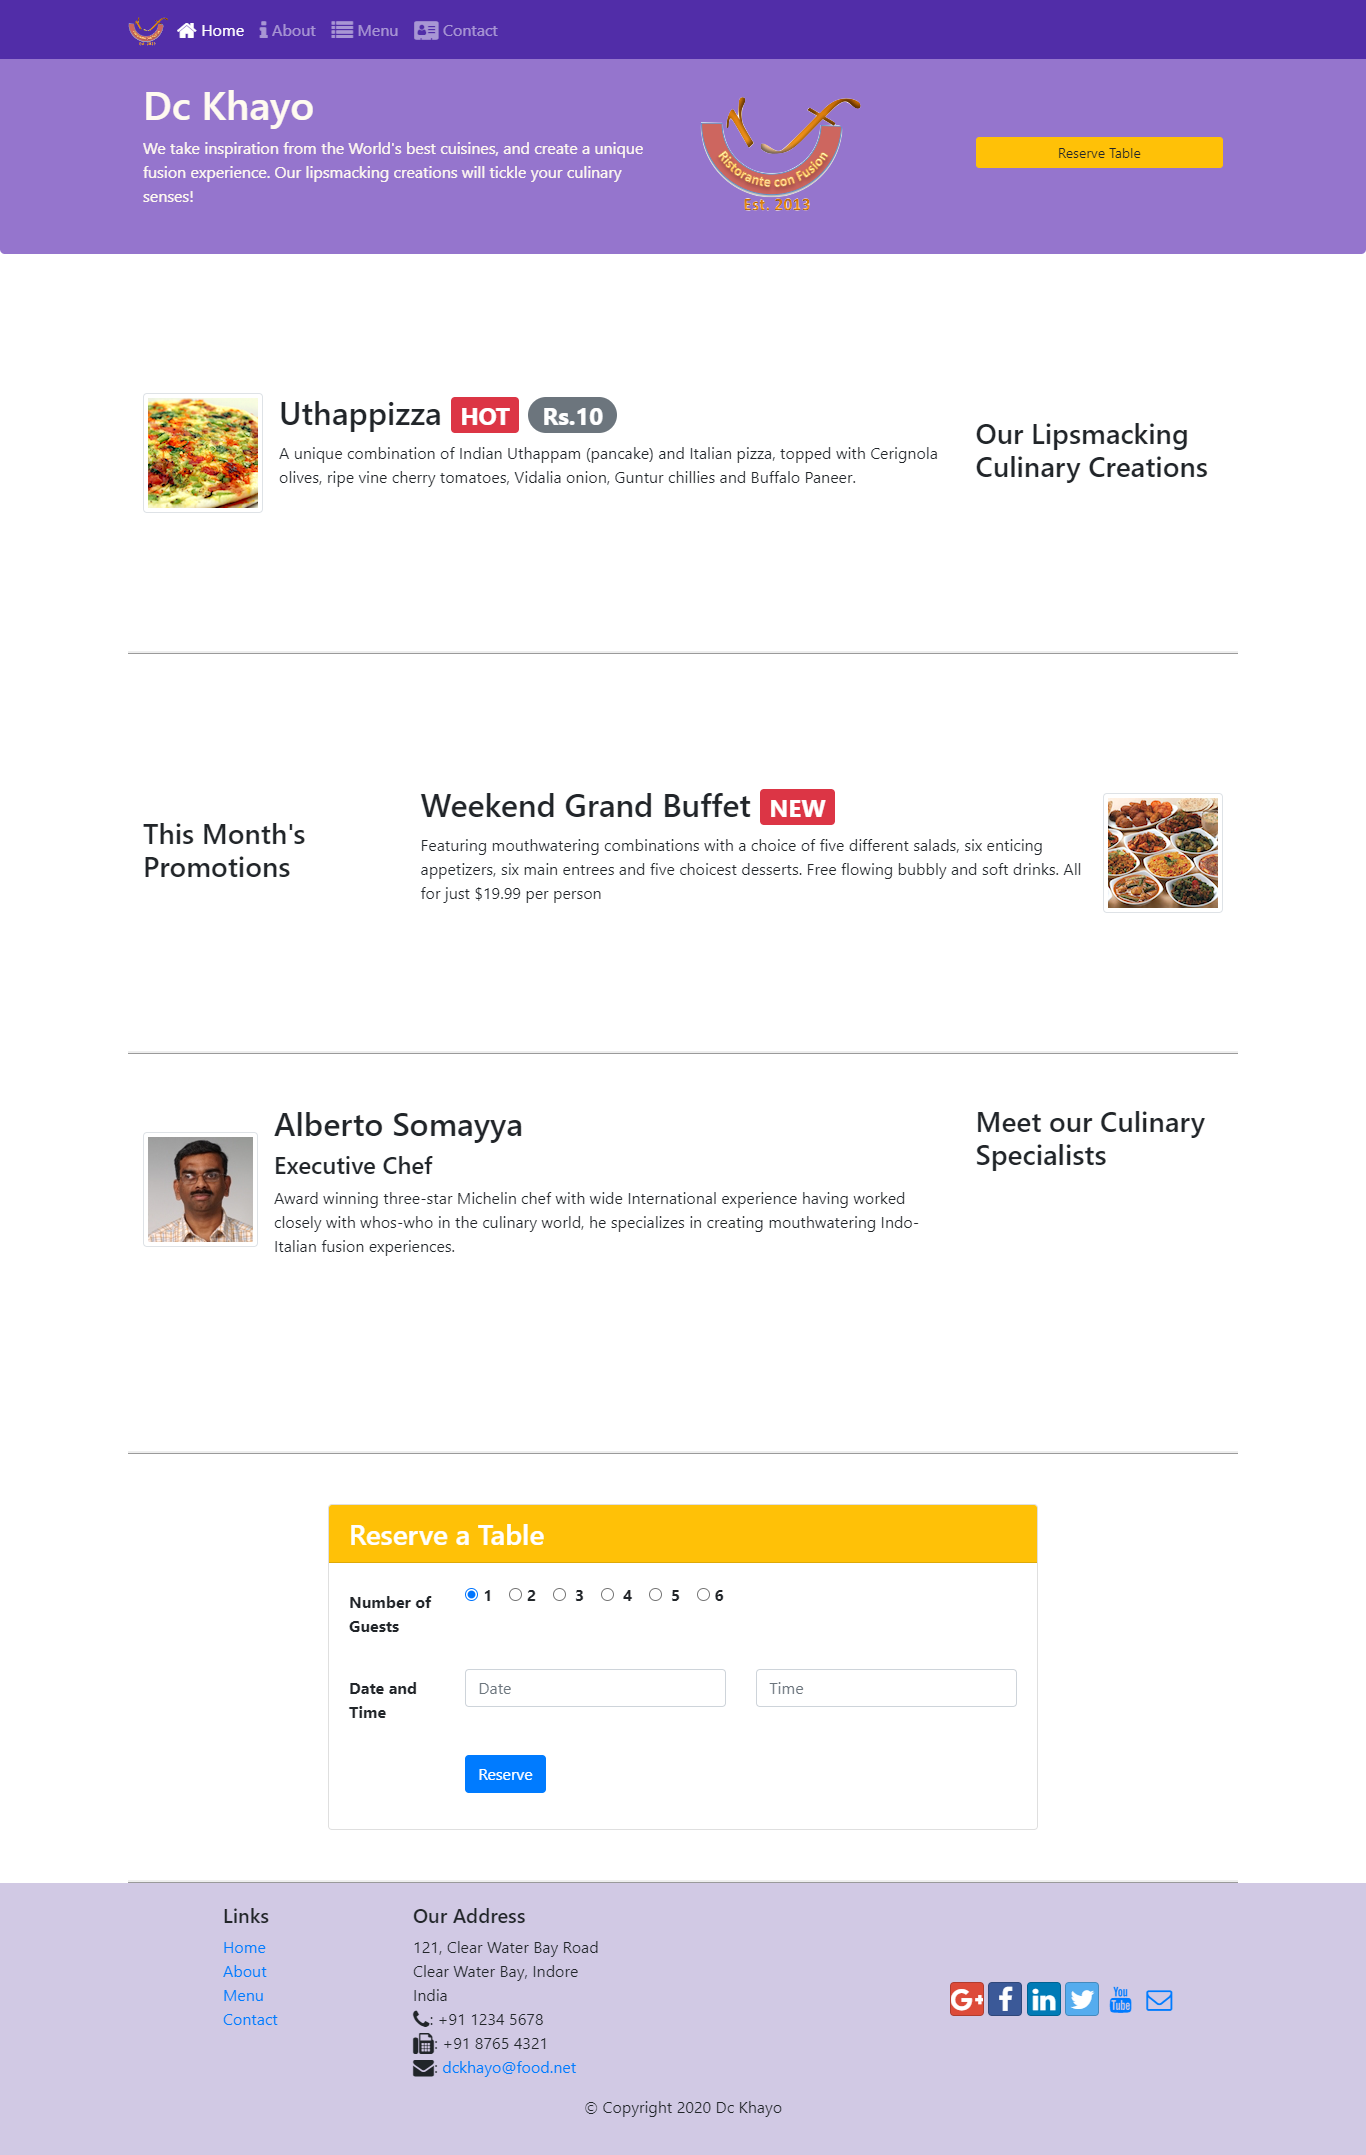 Home About Menu Contact
Dc Khayo
We take inspiration from the World's best cuisines, and create a unique
fusion experience. Our lipsmacking creations will tickle your culinary
senses!
Ristorante con Fusion
Est. 2019
Reserve Table
Uthappizza HOT Rs.10
A unique combination of Indian Uthappam (pancake) and Italian pizza, topped with Cerignola
olives, ripe vine cherry tomatoes, Vidalia onion, Guntur chillies and Buffalo Paneer.
Our Lipsmacking
Culinary Creations
This Month's
Promotions
Weekend Grand Buffet NEW
Featuring mouthwatering combinations with a choice of five different salads, six enticing
appetizers, six main entrees and five choicest desserts. Free flowing bubbly and soft drinks. All
for just $19.99 per person
Alberto Somayya
Executive Chef
Award winning three-star Michelin chef with wide International experience having worked
closely with whos-who in the culinary world, he specializes in creating mouthwatering Indo-
Italian fusion experiences.
Meet our Culinary
Specialists
Reserve a Table
Number of
Guests
1 2 3 4 5 6
Date and
Time
Date
Time
Reserve
Links
Home
About
Menu
Contact
Our Address
121, Clear Water Bay Road
Clear Water Bay, Indore
India
: +91 1234 5678
: +91 8765 4321
: dckhayo@food.net
G+ f in You Tube
© Copyright 2020 Dc Khayo